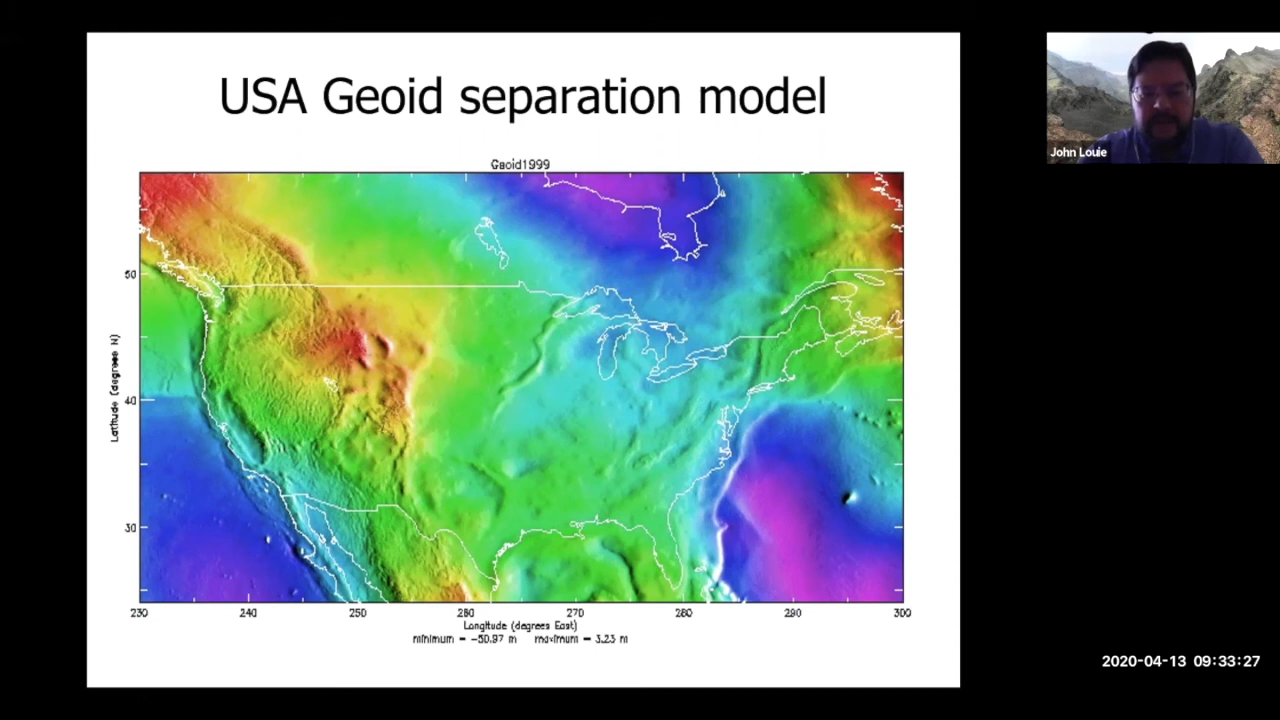 USA Geoid separation model
Geoid1999
50
40
30
Latitude (degrees N)
230 240 250 260 270 280 290 300
Longitude (degrees East)
minimum = -50.97 m maximum = 3.23 m
John Louie
2020-04-13 09:33:27